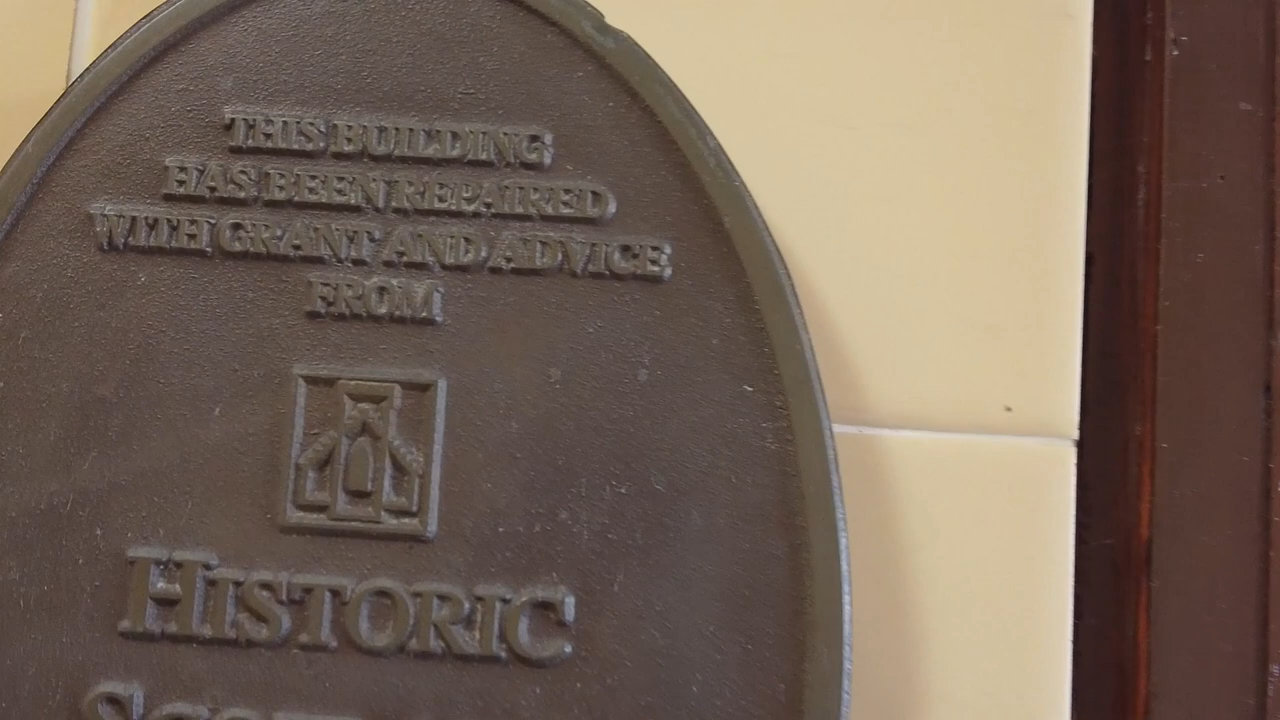 THIS BUILDING
HAS BEEN REPAIRED
WITH GRANT AND ADVICE
FROM
HISTORIC